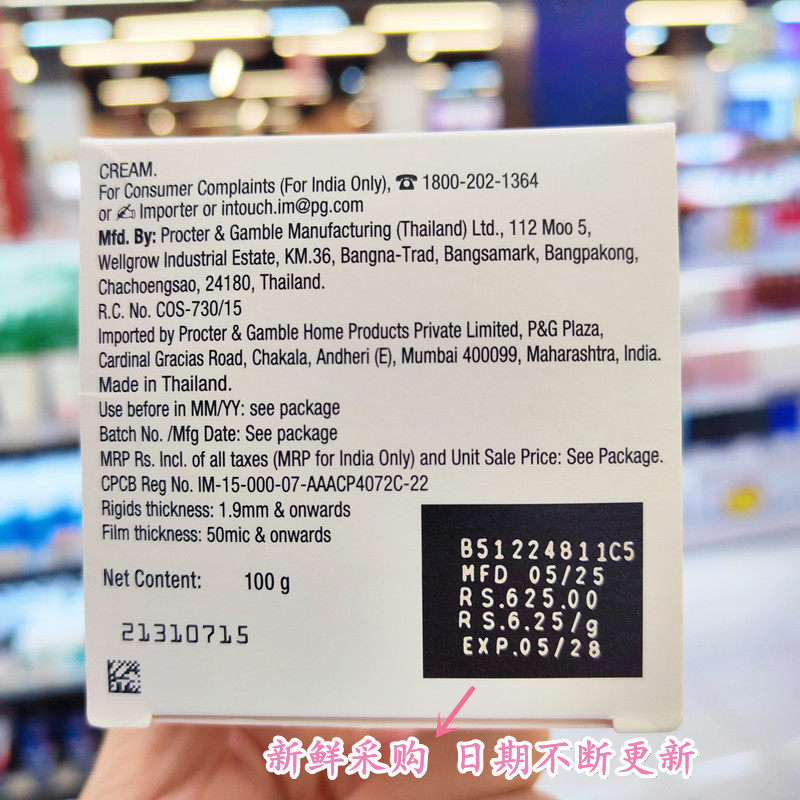 CREAM.
For Consumer Complaints (For India Only), ☎ 1800-202-1364
or ✍ Importer or intouch.im@pg.com
Mfd. By: Procter & Gamble Manufacturing (Thailand) Ltd., 112 Moo 5,
Wellgrow Industrial Estate, KM.36, Bangna-Trad, Bangsamark, Bangpakong,
Chachoengsao, 24180, Thailand.
R.C. No. COS-730/15
Imported by Procter & Gamble Home Products Private Limited, P&G Plaza,
Cardinal Gracias Road, Chakala, Andheri (E), Mumbai 400099, Maharashtra, India.
Made in Thailand.
Use before in MM/YY: see package
Batch No. /Mfg Date: See package
MRP Rs. Incl. of all taxes (MRP for India Only) and Unit Sale Price: See Package.
CPCB Reg No. IM-15-000-07-AAACP4072C-22
Rigids thickness: 1.9mm & onwards
Film thickness: 50mic & onwards
Net Content: 100 g
21310715
B51224811C5
MFD 05/25
RS.625.00
RS.6.25/g
EXP.05/28
新鲜采购 日期不断更新